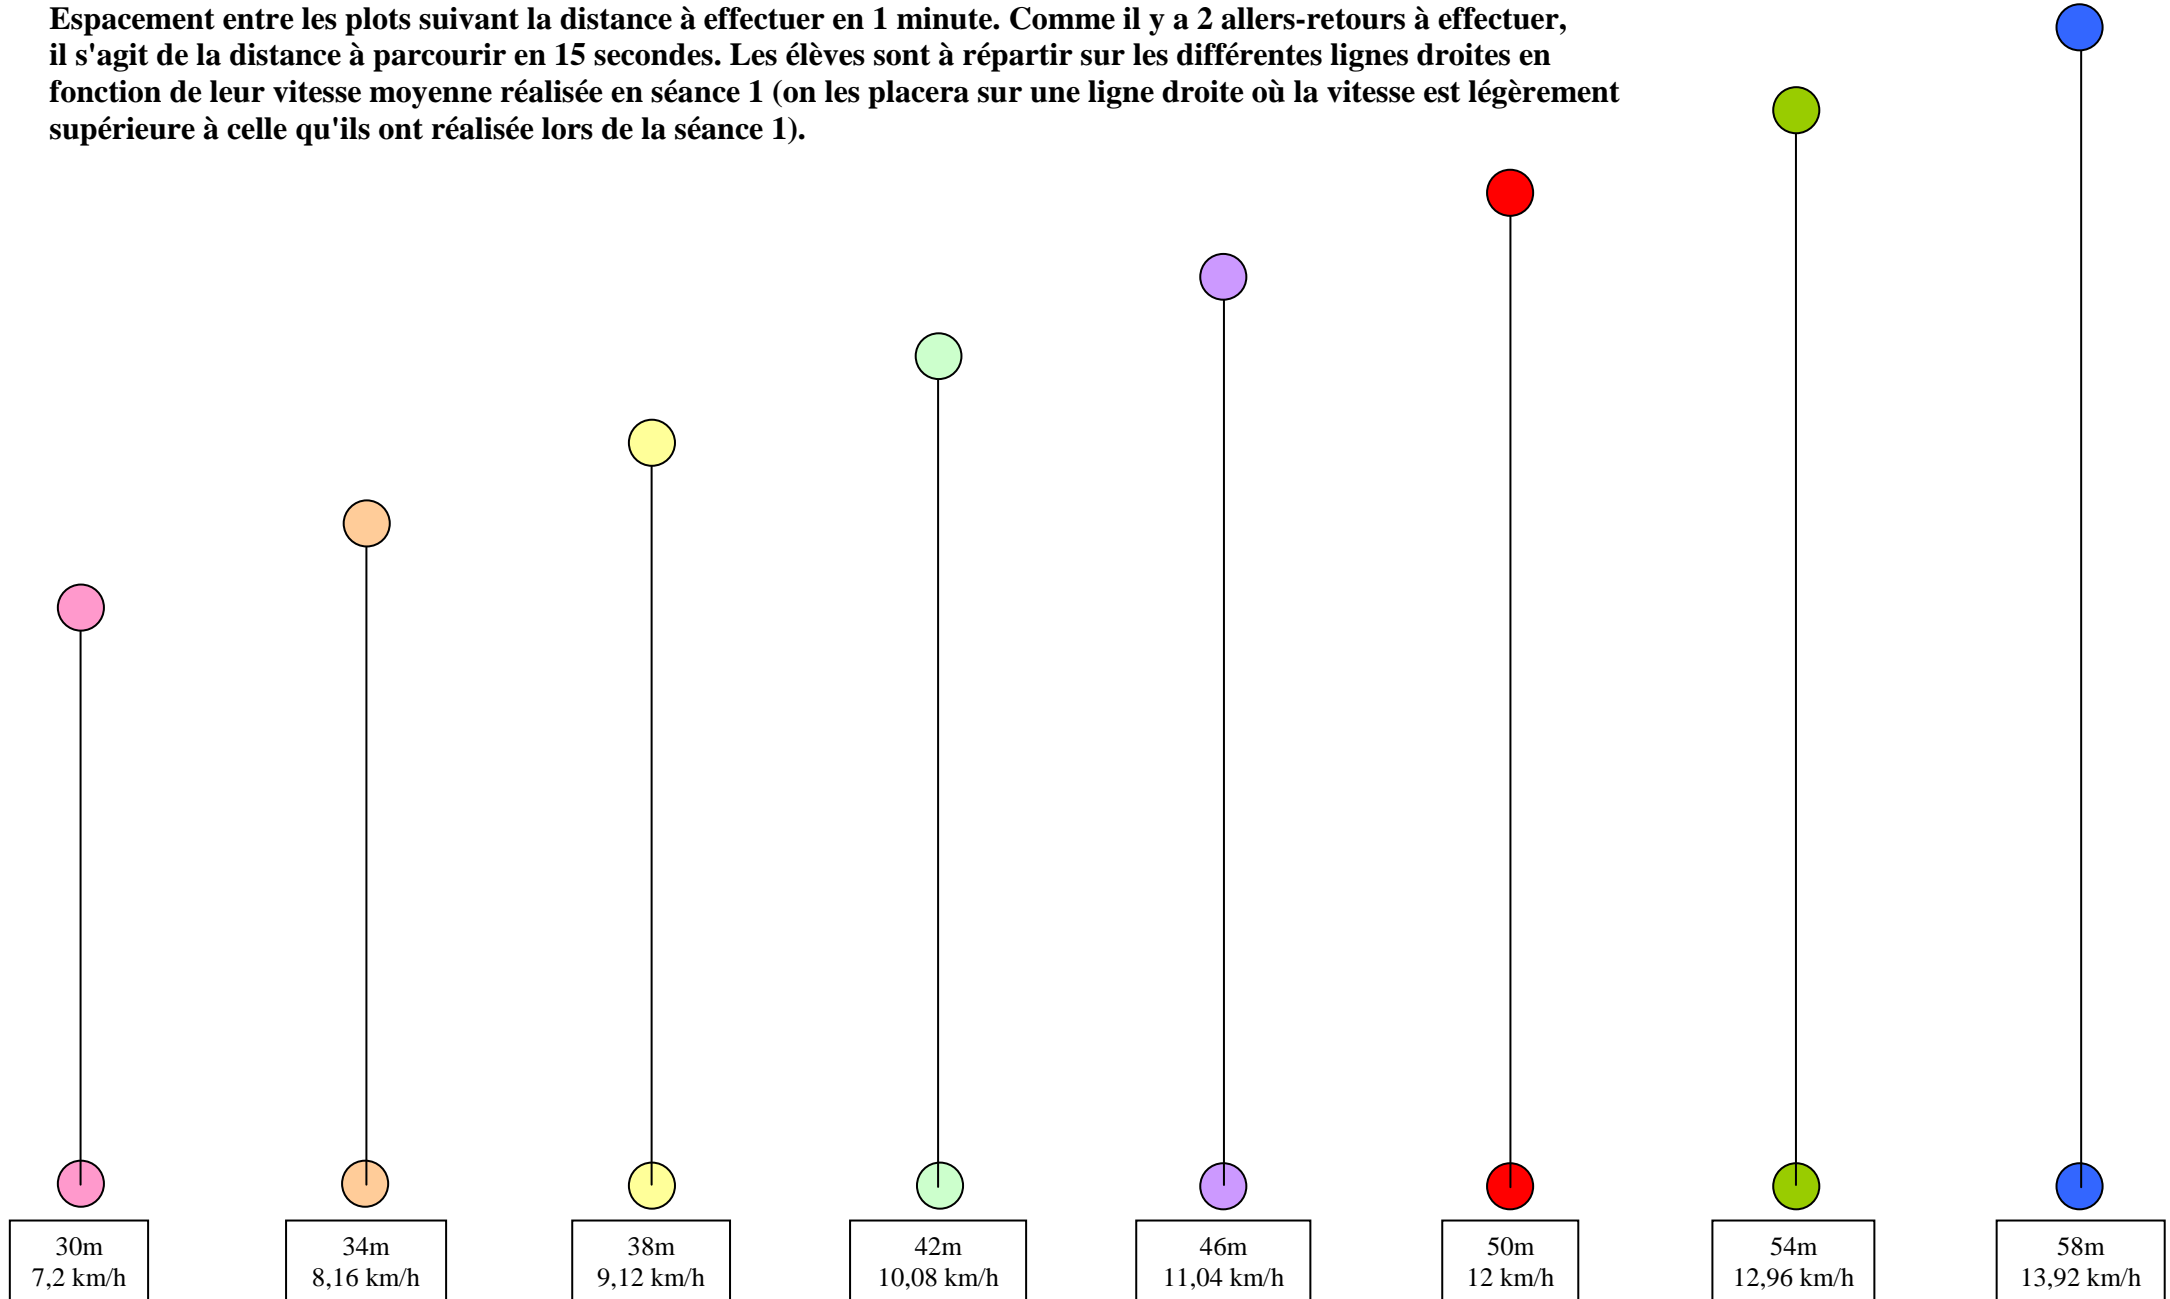 Espacement entre les plots suivant la distance à effectuer en 1 minute. Comme il y a 2 allers-retours à effectuer,
il s'agit de la distance à parcourir en 15 secondes. Les élèves sont à répartir sur les différentes lignes droites en
fonction de leur vitesse moyenne réalisée en séance 1 (on les placera sur une ligne droite où la vitesse est légèrement
supérieure à celle qu'ils ont réalisée lors de la séance 1).
30m
7,2 km/h
34m
8,16 km/h
38m
9,12 km/h
42m
10,08 km/h
46m
11,04 km/h
50m
12 km/h
54m
12,96 km/h
58m
13,92 km/h